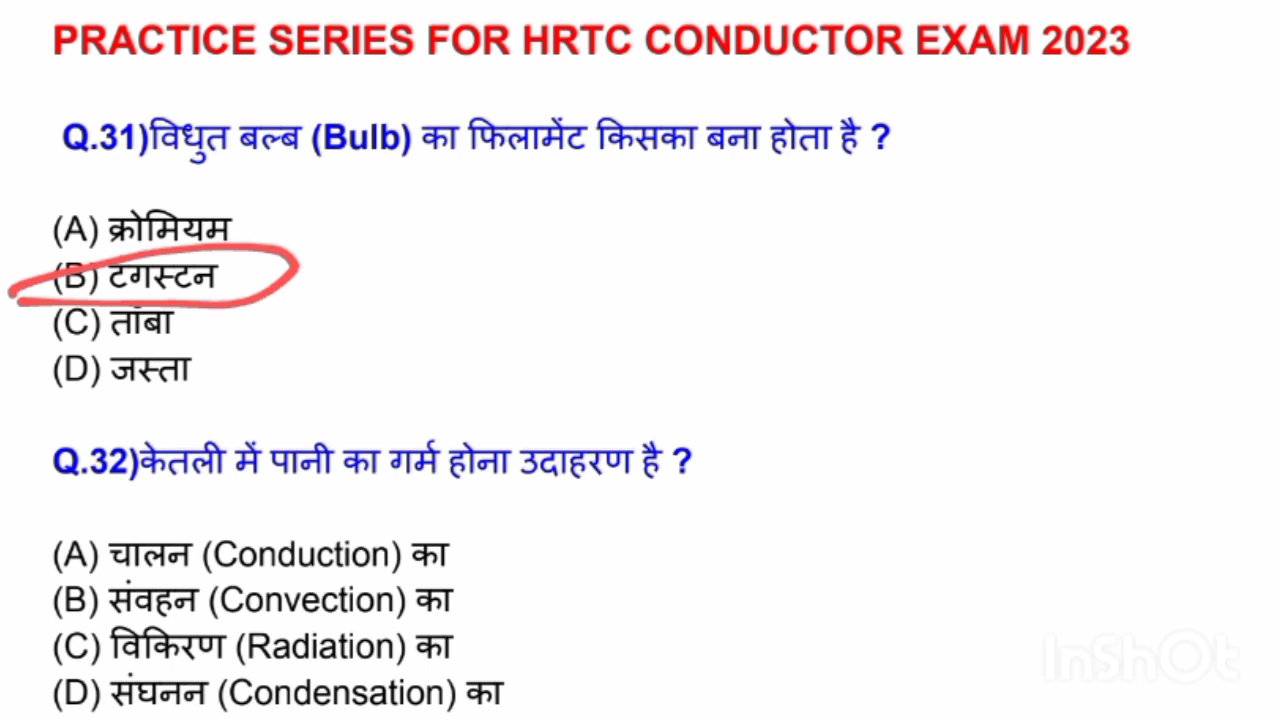 PRACTICE SERIES FOR HRTC CONDUCTOR EXAM 2023
Q.31)विधुत बल्ब (Bulb) का फिलामेंट किसका बना होता है ?
(A) क्रोमियम
(B) टगस्टन
(C) ताँबा
(D) जस्ता
Q.32)केतली में पानी का गर्म होना उदाहरण है ?
(A) चालन (Conduction) का
(B) संवहन (Convection) का
(C) विकिरण (Radiation) का
(D) संघनन (Condensation) का
InShOt